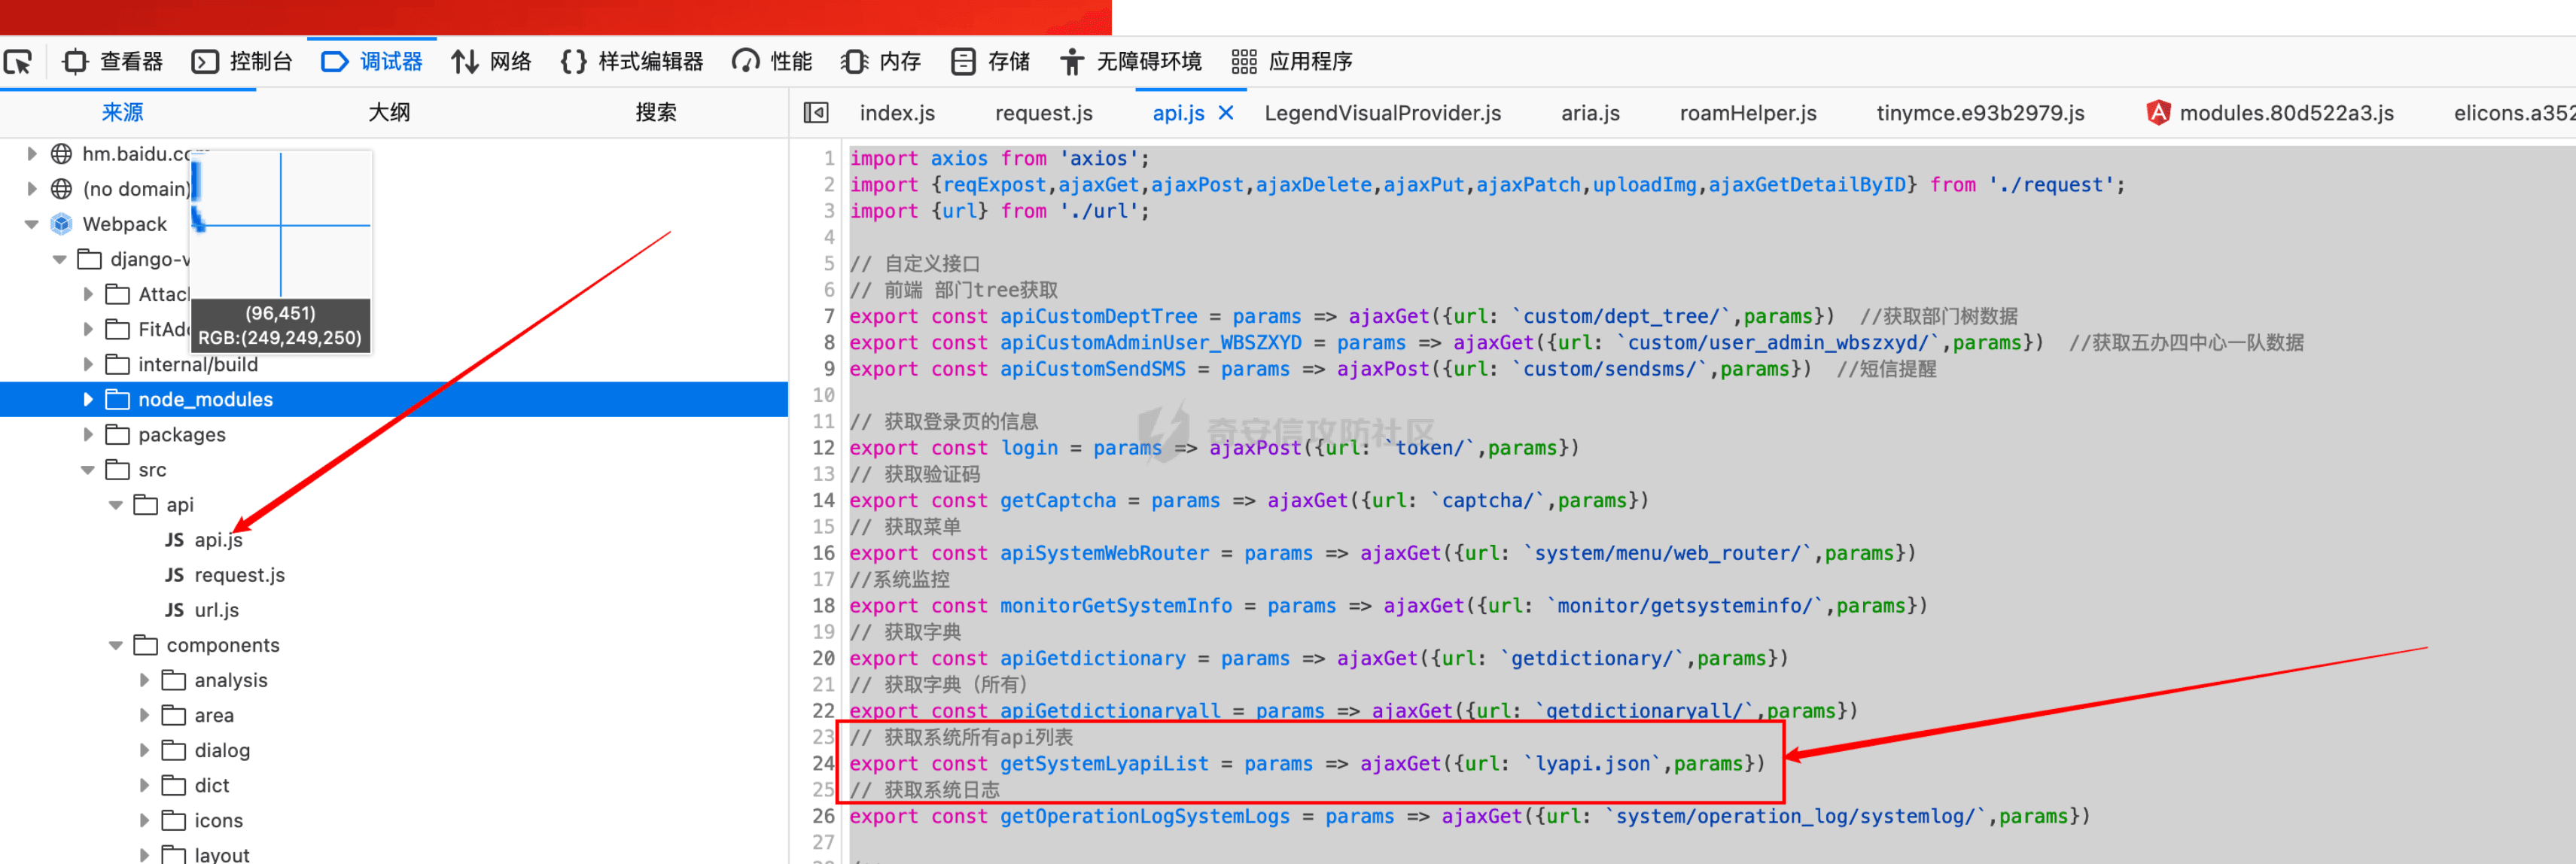 查看器 控制台 调试器 网络 样式编辑器 性能 内存 存储 无障碍环境 应用程序
来源 大纲 搜索
index.js request.js api.js LegendVisualProvider.js aria.js roamHelper.js tinymce.e93b2979.js modules.80d522a3.js elicons.a352
hm.baidu.co
(no domain)
Webpack
django-v
Attac
FitAd
(96,451)
RGB:(249,249,250)
internal/build
node_modules
packages
src
api
JS api.js
JS request.js
JS url.js
components
analysis
area
dialog
dict
icons
layout
1 import axios from 'axios';
2 import {reqExpost,ajaxGet,ajaxPost,ajaxDelete,ajaxPut,ajaxPatch,uploadImg,ajaxGetDetailByID} from './request';
3 import {url} from './url';
4
5 // 自定义接口
6 // 前端 部门tree获取
7 export const apiCustomDeptTree = params => ajaxGet({url: `custom/dept_tree/`,params}) //获取部门树数据
8 export const apiCustomAdminUser_WBSZXYD = params => ajaxGet({url: `custom/user_admin_wbszxyd/`,params}) //获取五办四中心一队数据
9 export const apiCustomSendSMS = params => ajaxPost({url: `custom/sendsms/`,params}) //短信提醒
10
11 // 获取登录页的信息
奇安信攻防社区
12 export const login = params => ajaxPost({url: `token/`,params})
13 // 获取验证码
14 export const getCaptcha = params => ajaxGet({url: `captcha/`,params})
15 // 获取菜单
16 export const apiSystemWebRouter = params => ajaxGet({url: `system/menu/web_router/`,params})
17 //系统监控
18 export const monitorGetSystemInfo = params => ajaxGet({url: `monitor/getsysteminfo/`,params})
19 // 获取字典
20 export const apiGetdictionary = params => ajaxGet({url: `getdictionary/`,params})
21 // 获取字典（所有）
22 export const apiGetdictionaryall = params => ajaxGet({url: `getdictionaryall/`,params})
23 // 获取系统所有api列表
24 export const getSystemLyapiList = params => ajaxGet({url: `lyapi.json`,params})
25 // 获取系统日志
26 export const getOperationLogSystemLogs = params => ajaxGet({url: `system/operation_log/systemlog/`,params})
27